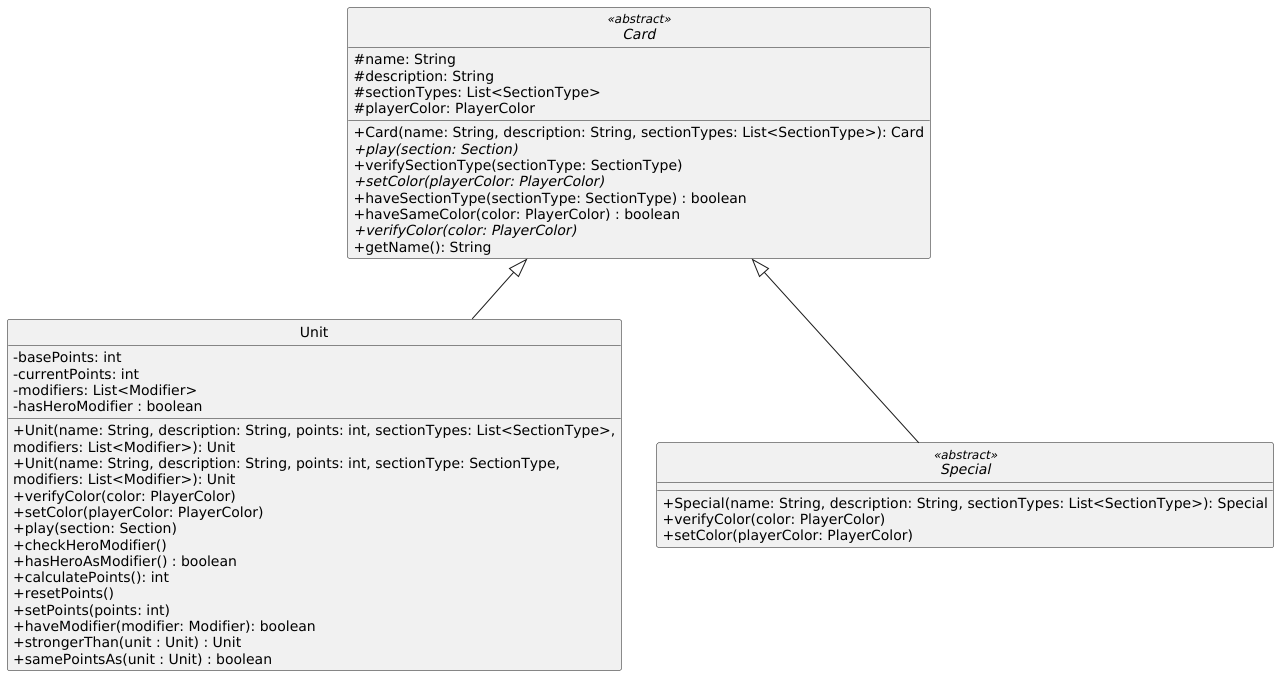 «abstract»
Card
#name: String
#description: String
#sectionTypes: List<SectionType>
#playerColor: PlayerColor
+Card(name: String, description: String, sectionTypes: List<SectionType>): Card
+play(section: Section)
+verifySectionType(sectionType: SectionType)
+setColor(playerColor: PlayerColor)
+haveSectionType(sectionType: SectionType) : boolean
+haveSameColor(color: PlayerColor) : boolean
+verifyColor(color: PlayerColor)
+getName(): String
Unit
-basePoints: int
-currentPoints: int
-modifiers: List<Modifier>
-hasHeroModifier : boolean
+Unit(name: String, description: String, points: int, sectionTypes: List<SectionType>,
modifiers: List<Modifier>): Unit
+Unit(name: String, description: String, points: int, sectionType: SectionType,
modifiers: List<Modifier>): Unit
+verifyColor(color: PlayerColor)
+setColor(playerColor: PlayerColor)
+play(section: Section)
+checkHeroModifier()
+hasHeroAsModifier() : boolean
+calculatePoints(): int
+resetPoints()
+setPoints(points: int)
+haveModifier(modifier: Modifier): boolean
+strongerThan(unit : Unit) : Unit
+samePointsAs(unit : Unit) : boolean
«abstract»
Special
+Special(name: String, description: String, sectionTypes: List<SectionType>): Special
+verifyColor(color: PlayerColor)
+setColor(playerColor: PlayerColor)